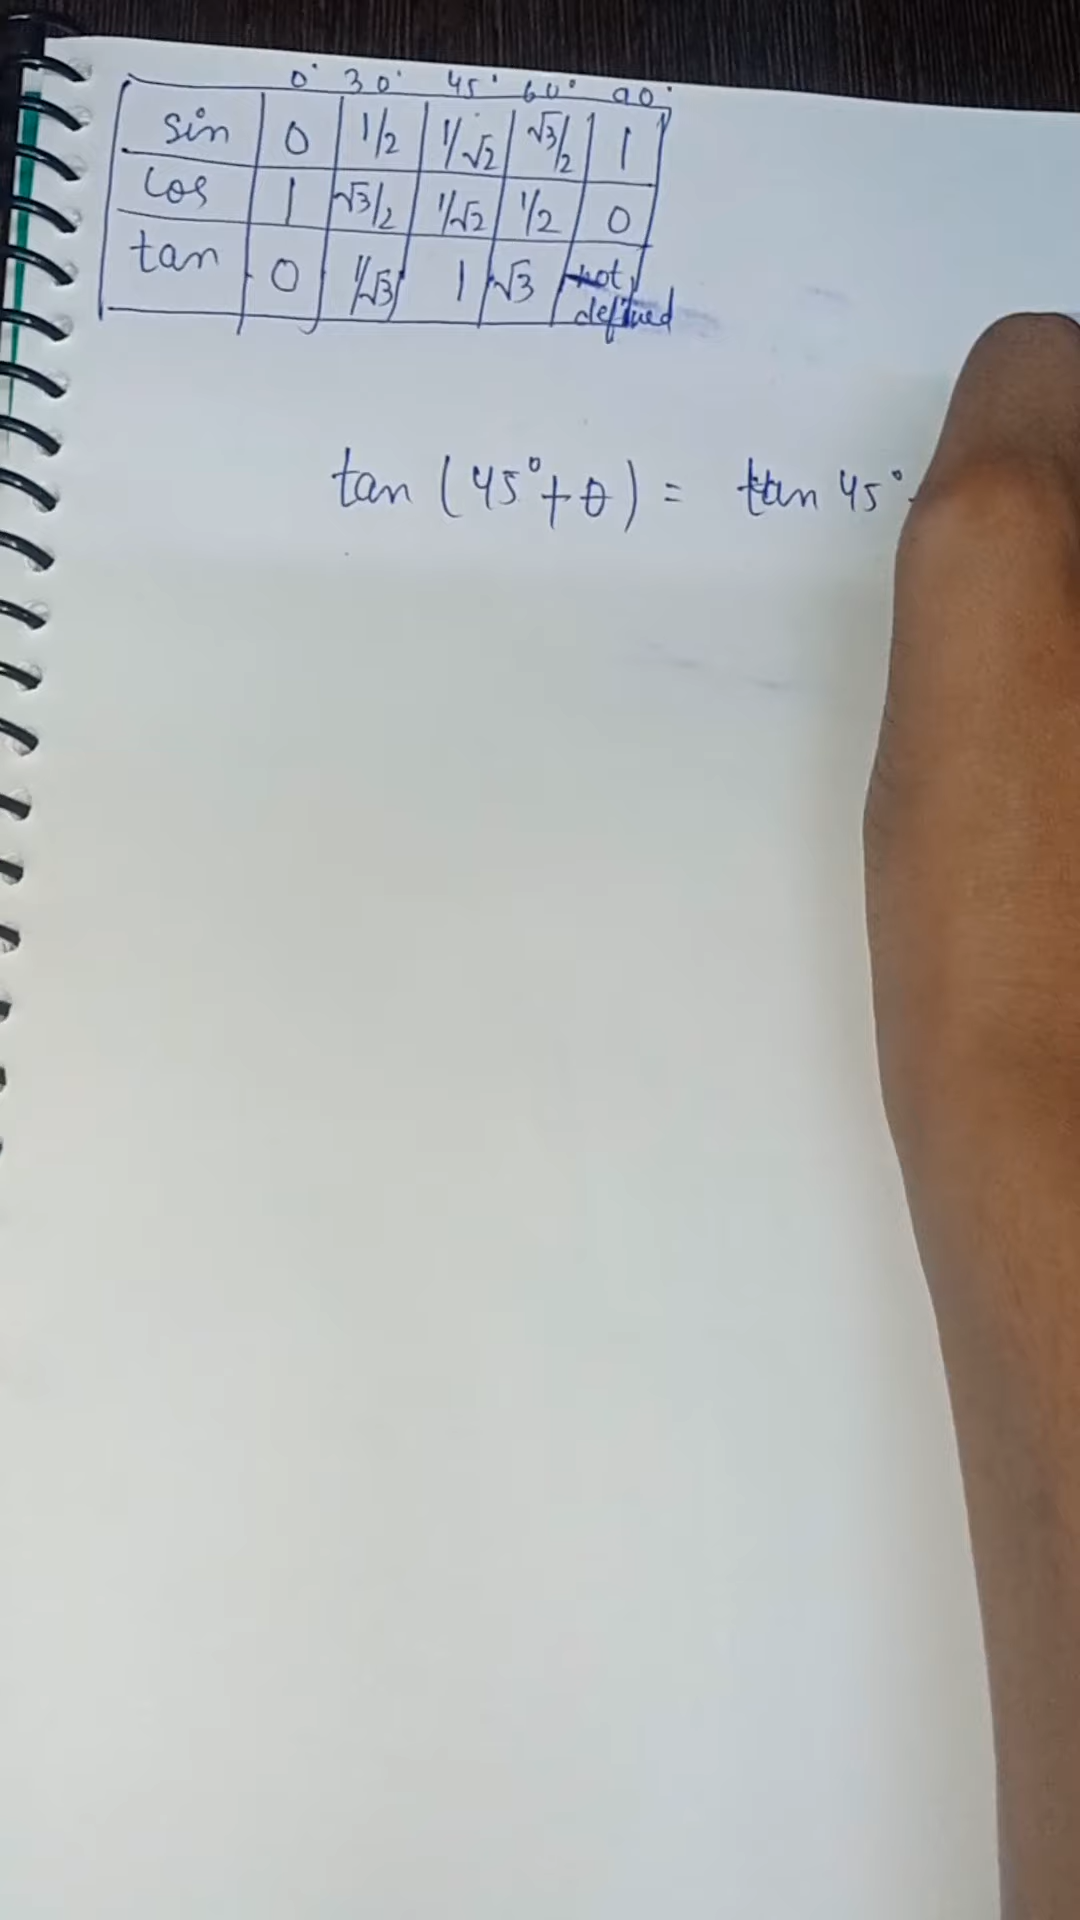 0° 30° 45° 60° 90°
sin 0 1/2 1/√2 √3/2 1
cos 1 √3/2 1/√2 1/2 0
tan 0 1/√3 1 √3 not defined
tan (45° + θ) = tan 45°